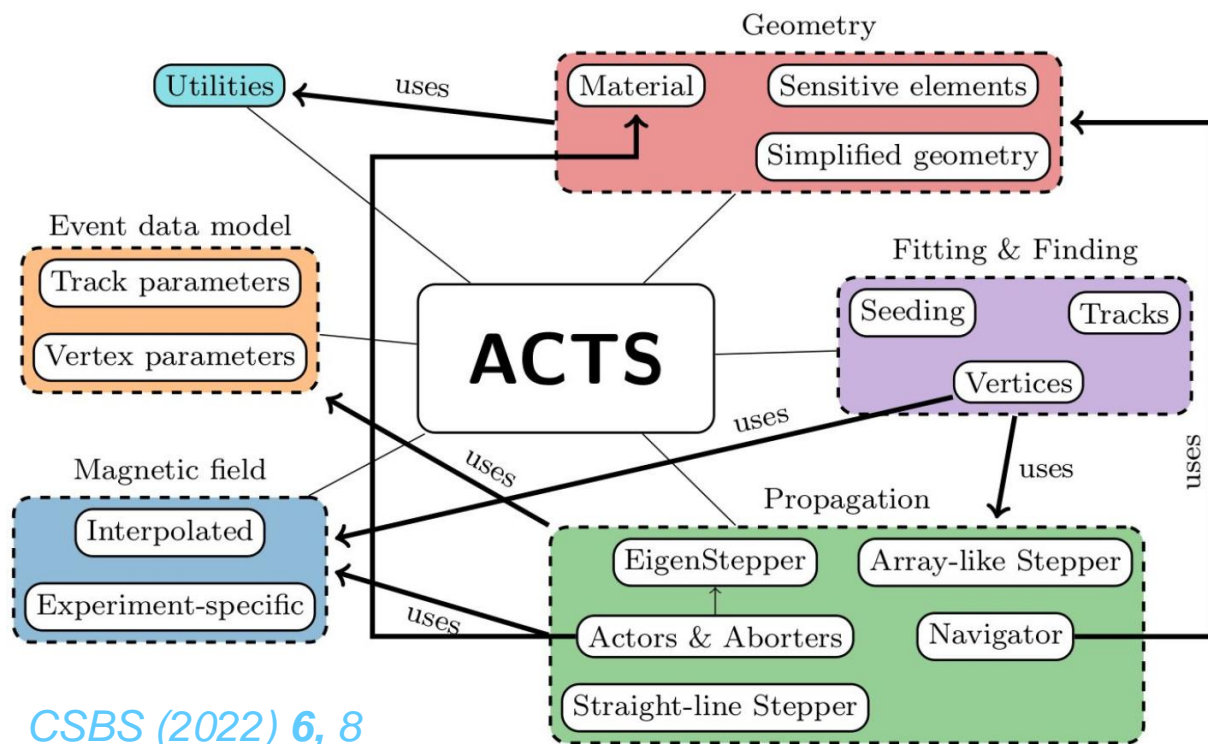 Geometry
Utilities
uses
Material
Sensitive elements
Simplified geometry
Event data model
Track parameters
Vertex parameters
Fitting & Finding
Seeding
Tracks
Vertices
ACTS
uses
uses
uses
uses
Magnetic field
Interpolated
Experiment-specific
uses
Propagation
EigenStepper
Array-like Stepper
Actors & Aborters
Navigator
Straight-line Stepper
CSBS (2022) 6, 8